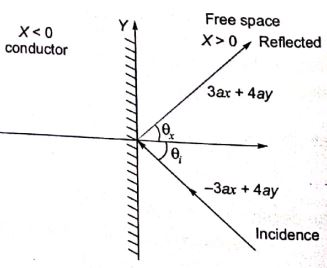 Y
Free space
X < 0
conductor
X > 0
Reflected
3ax + 4ay
θx
θi
–3ax + 4ay
Incidence